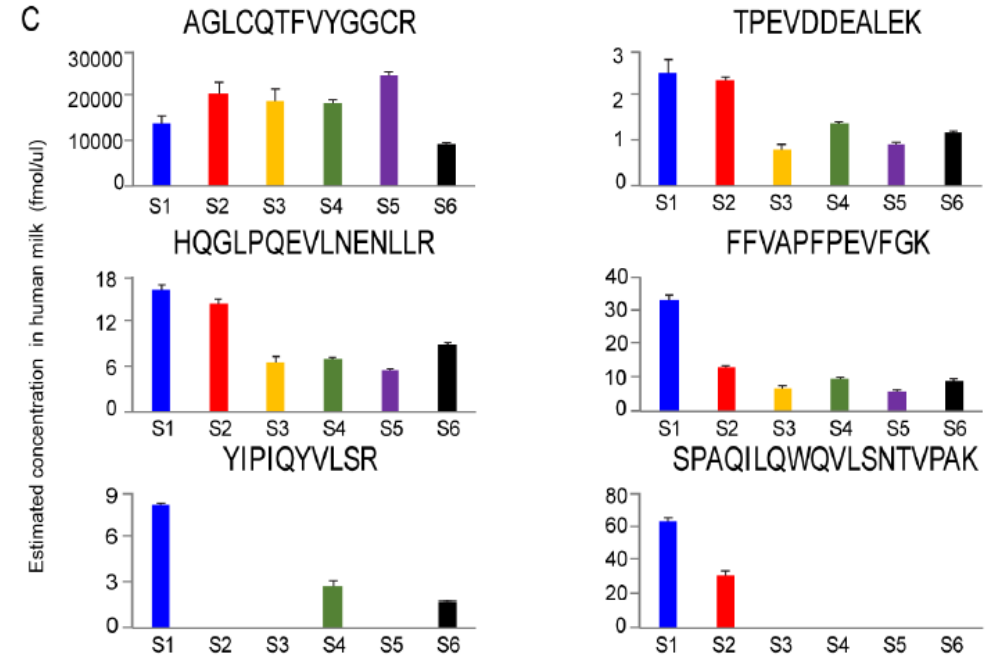 C
Estimated concentration in human milk (fmol/ul)
AGLCQTFVYGGCR
30000
20000
10000
0
S1 S2 S3 S4 S5 S6
TPEVDDEALEK
3
2
1
0
S1 S2 S3 S4 S5 S6
HQGLPQEVLNENLLR
18
12
6
0
S1 S2 S3 S4 S5 S6
FFVAPFPEVFGK
40
30
20
10
0
S1 S2 S3 S4 S5 S6
YIPIQYVLSR
9
6
3
0
S1 S2 S3 S4 S5 S6
SPAQILQWQVLSNTVPAK
80
60
40
20
0
S1 S2 S3 S4 S5 S6